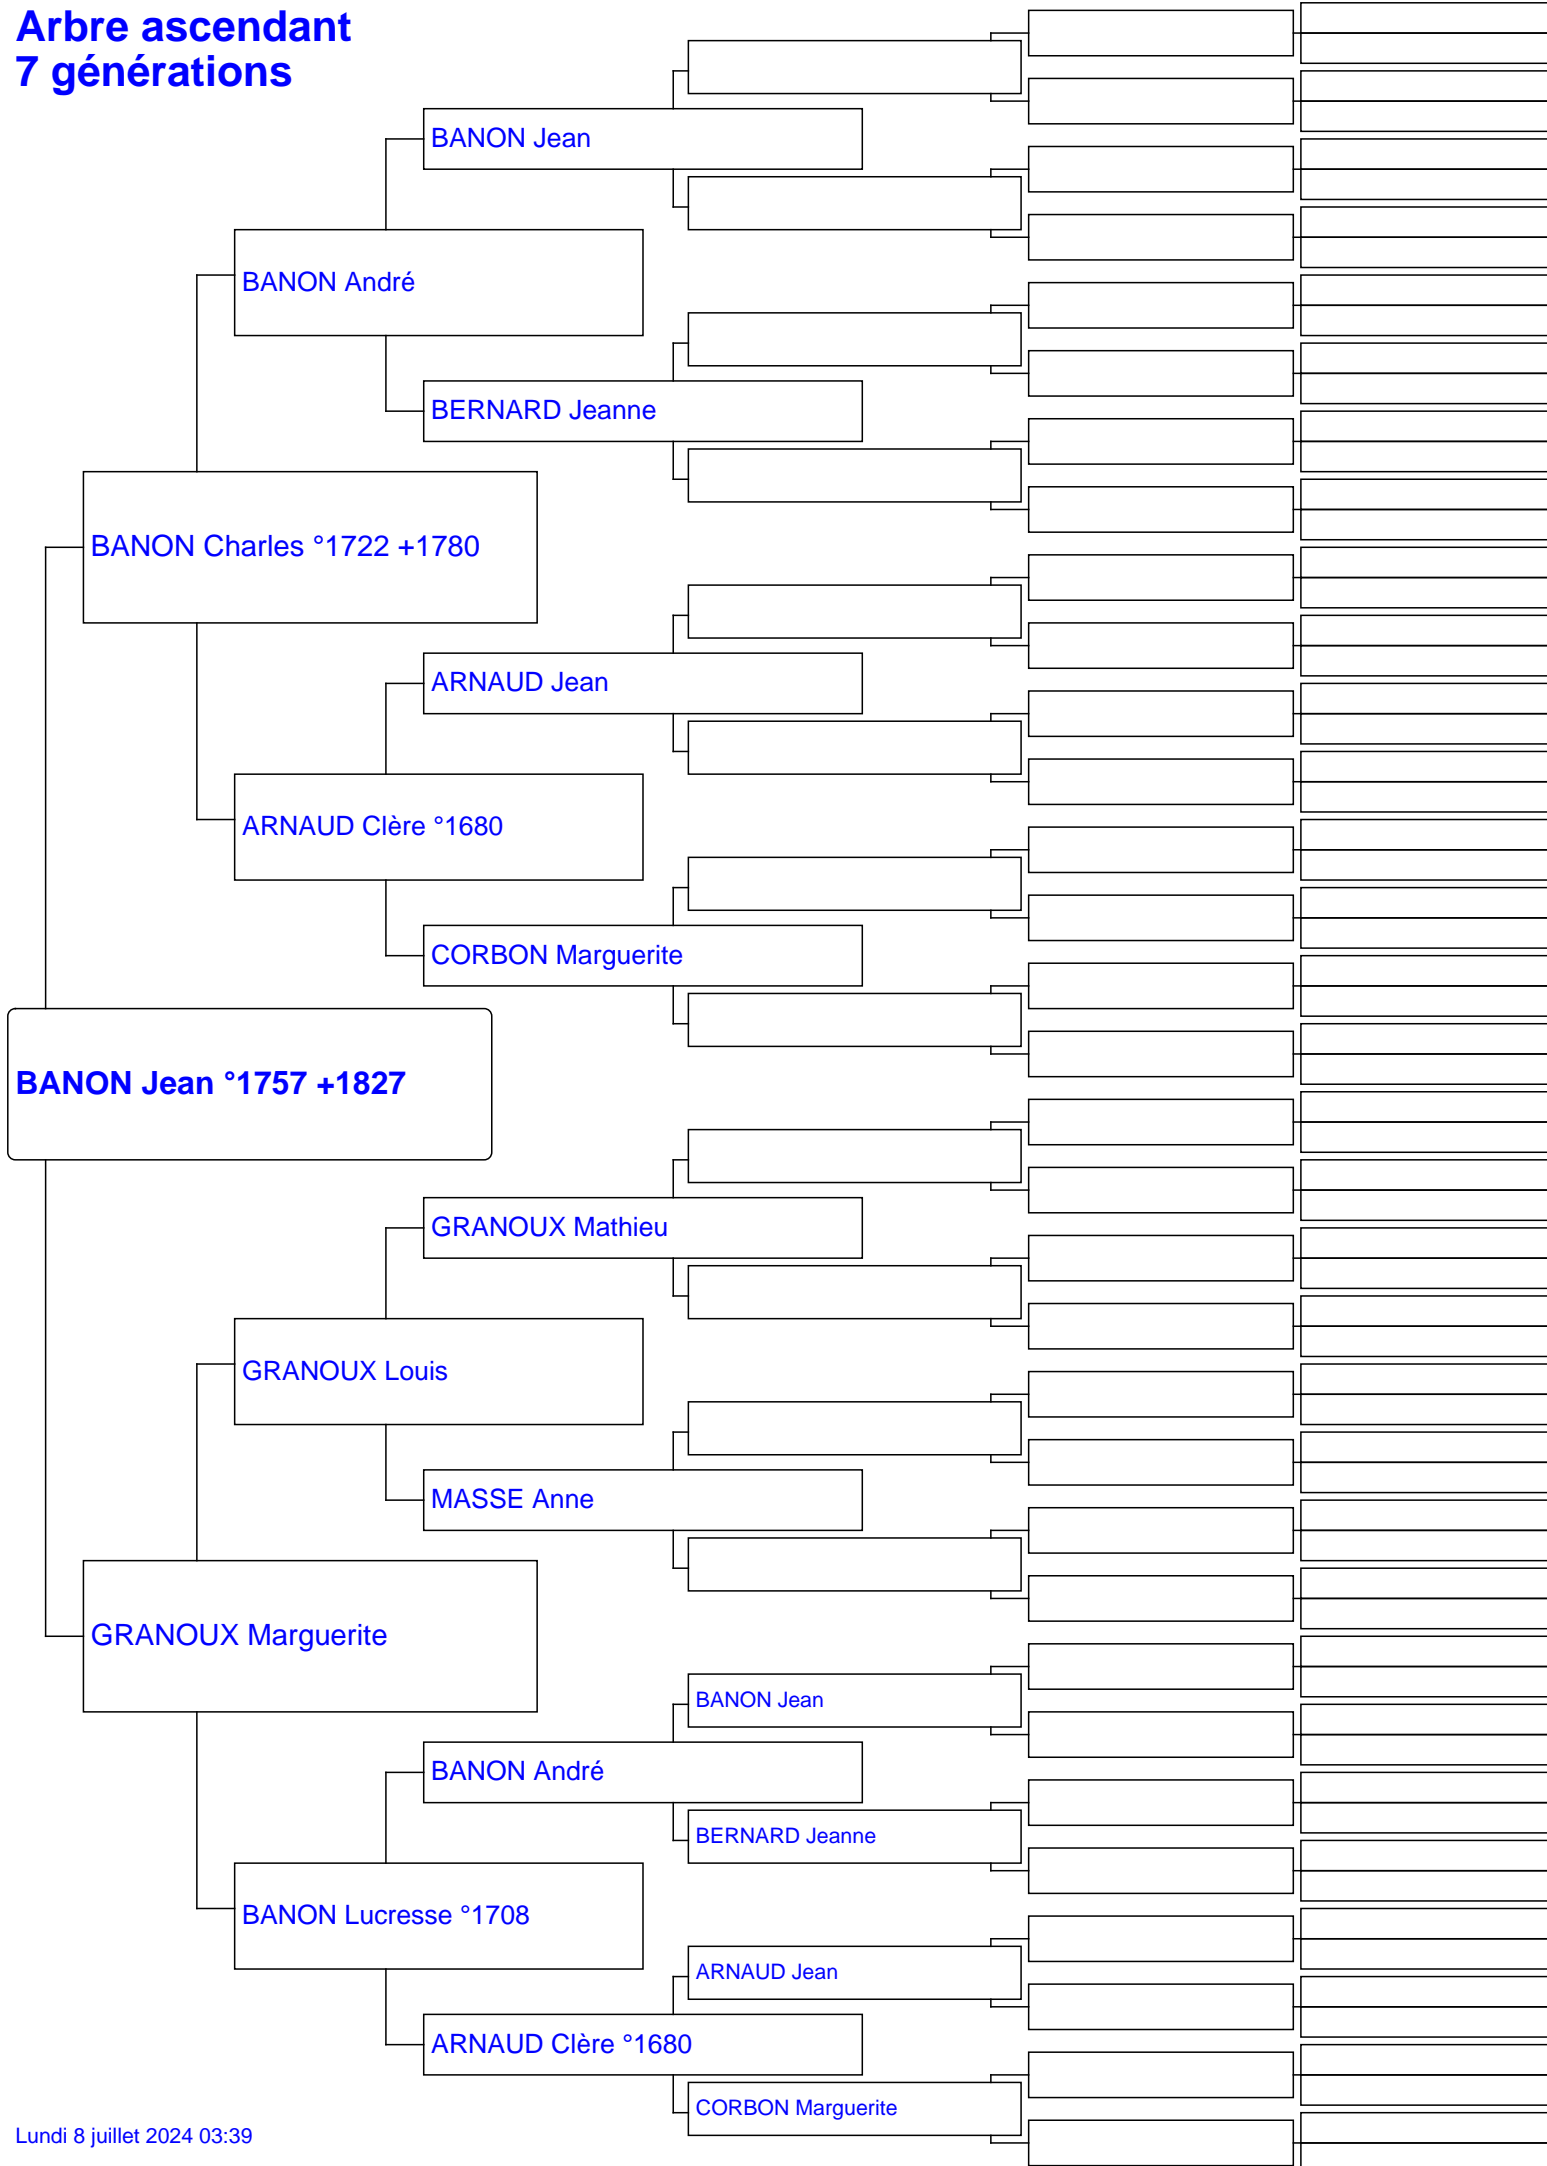 Arbre ascendant
7 générations
BANON Jean
BANON André
BERNARD Jeanne
BANON Charles °1722 +1780
ARNAUD Jean
ARNAUD Clère °1680
CORBON Marguerite
BANON Jean °1757 +1827
GRANOUX Mathieu
GRANOUX Louis
MASSE Anne
GRANOUX Marguerite
BANON Jean
BANON André
BERNARD Jeanne
BANON Lucresse °1708
ARNAUD Jean
ARNAUD Clère °1680
CORBON Marguerite
Lundi 8 juillet 2024 03:39